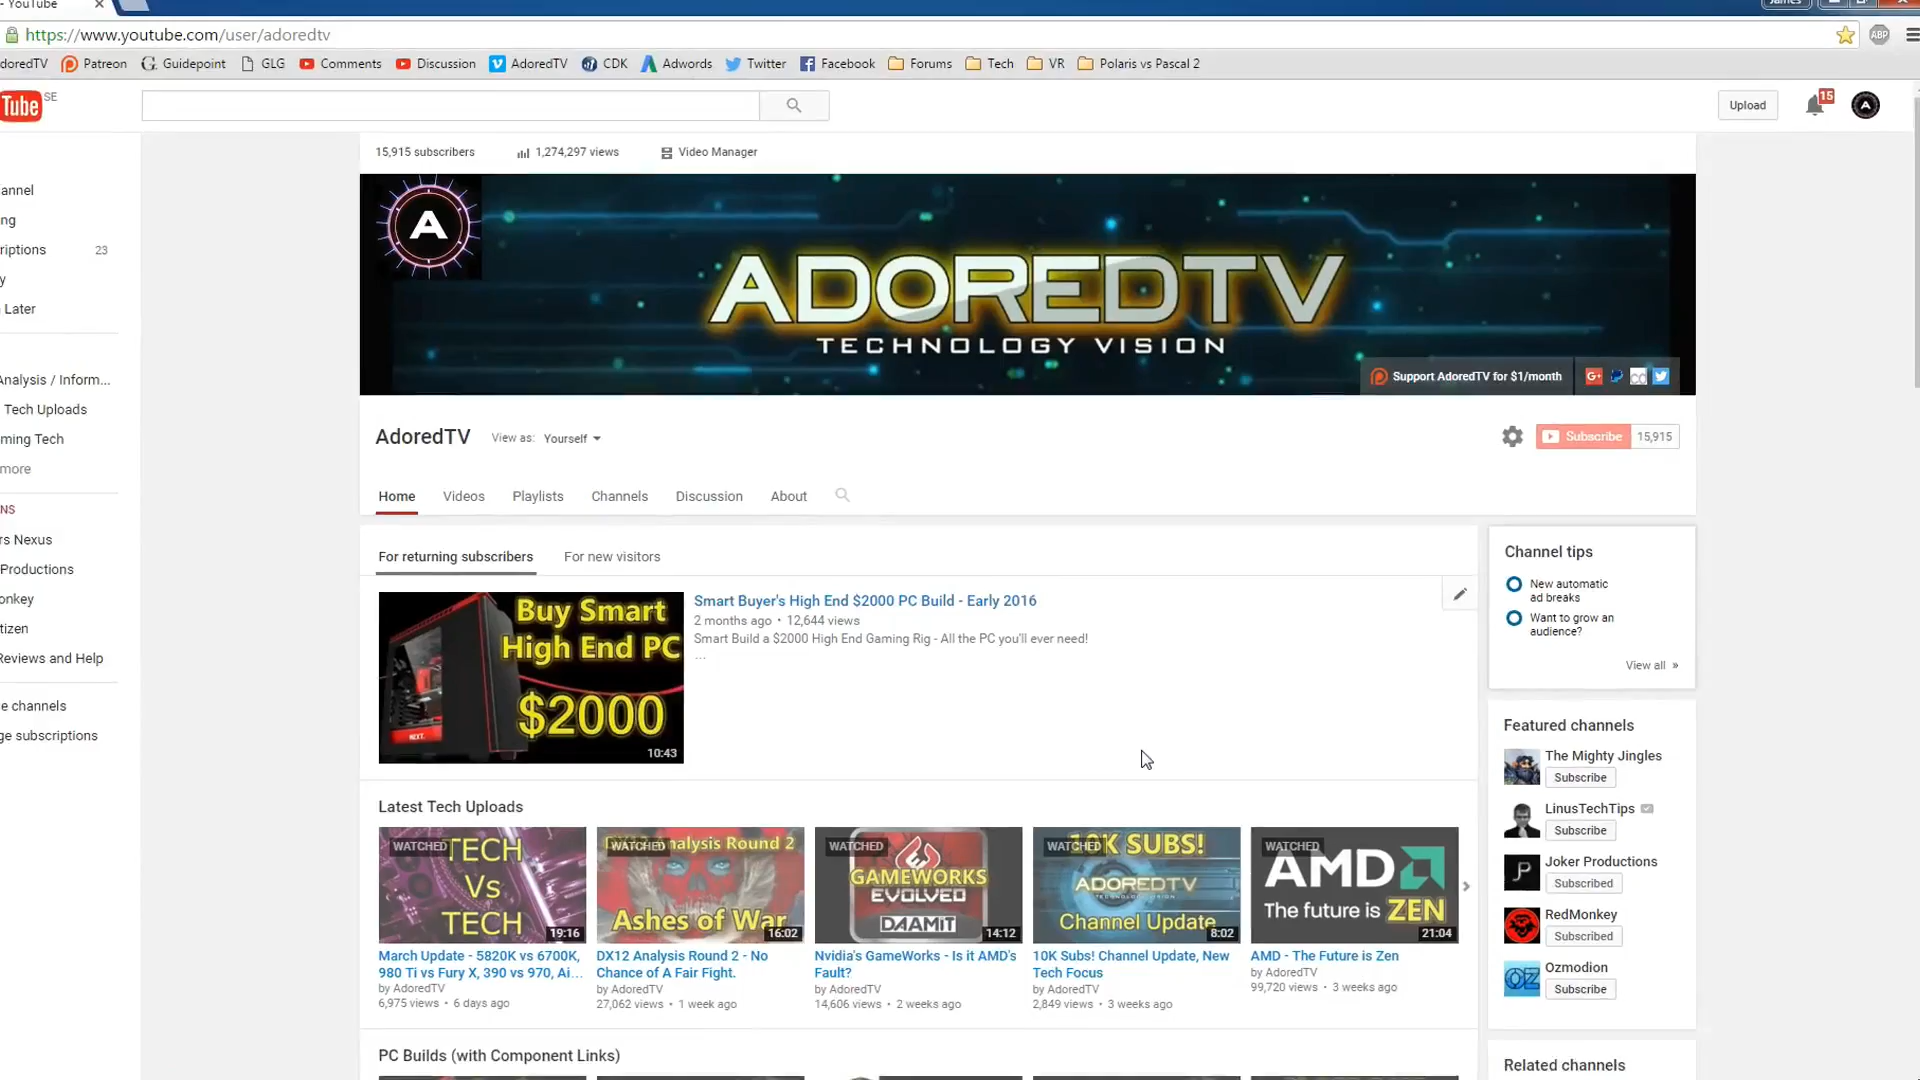 - YouTube
James
https://www.youtube.com/user/adoredtv
ABP
doredTV Patreon Guidepoint GLG Comments Discussion AdoredTV CDK Adwords Twitter Facebook Forums Tech VR Polaris vs Pascal 2
Tube SE
Upload
15
A
annel
ng
riptions 23
y
Later
Analysis / Inform...
Tech Uploads
ming Tech
more
NS
rs Nexus
Productions
onkey
tizen
Reviews and Help
e channels
ge subscriptions
15,915 subscribers 1,274,297 views Video Manager
A
ADOREDTV
TECHNOLOGY VISION
Support AdoredTV for $1/month
AdoredTV View as: Yourself
Subscribe 15,915
Home Videos Playlists Channels Discussion About
For returning subscribers For new visitors
Buy Smart
High End PC
$2000
NEXT.
10:43
Smart Buyer's High End $2000 PC Build - Early 2016
2 months ago • 12,644 views
Smart Build a $2000 High End Gaming Rig - All the PC you'll ever need!
...
Latest Tech Uploads
WATCHED
TECH
Vs
TECH
19:16
March Update - 5820K vs 6700K,
980 Ti vs Fury X, 390 vs 970, Ai...
by AdoredTV
6,975 views • 6 days ago
WATCHED
nalysis Round 2
Ashes of War
16:02
DX12 Analysis Round 2 - No
Chance of A Fair Fight.
by AdoredTV
27,062 views • 1 week ago
WATCHED
GAMEWORKS
EVOLVED
DAAMIT
14:12
Nvidia's GameWorks - Is it AMD's
Fault?
by AdoredTV
14,606 views • 2 weeks ago
WATCHED
10K SUBS!
ADOREDTV
Channel Update
8:02
10K Subs! Channel Update, New
Tech Focus
by AdoredTV
2,849 views • 3 weeks ago
WATCHED
AMD
The future is ZEN
21:04
AMD - The Future is Zen
by AdoredTV
99,720 views • 3 weeks ago
PC Builds (with Component Links)
Channel tips
New automatic
ad breaks
Want to grow an
audience?
View all »
Featured channels
The Mighty Jingles
Subscribe
LinusTechTips
Subscribe
Joker Productions
Subscribed
RedMonkey
Subscribed
OZ
Ozmodion
Subscribe
Related channels